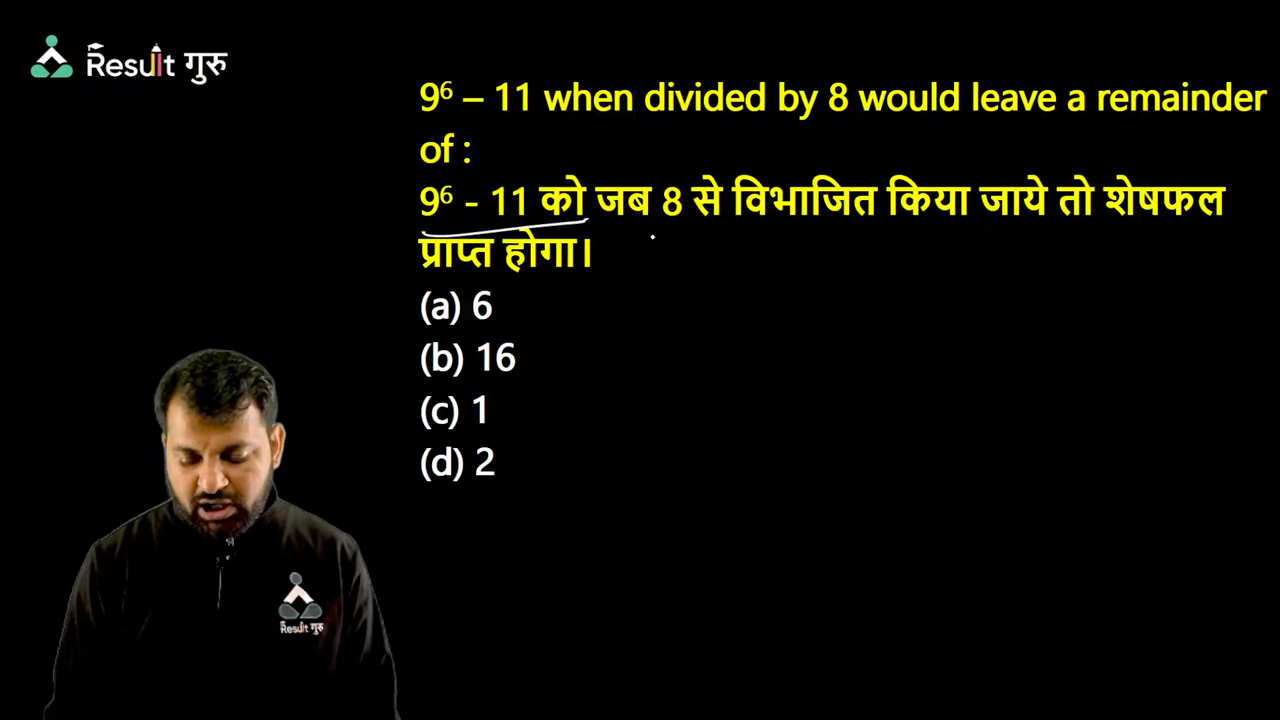 Result गुरु
9⁶ – 11 when divided by 8 would leave a remainder
of :
9⁶ - 11 को जब 8 से विभाजित किया जाये तो शेषफल
प्राप्त होगा।
(a) 6
(b) 16
(c) 1
(d) 2
Result गुरु